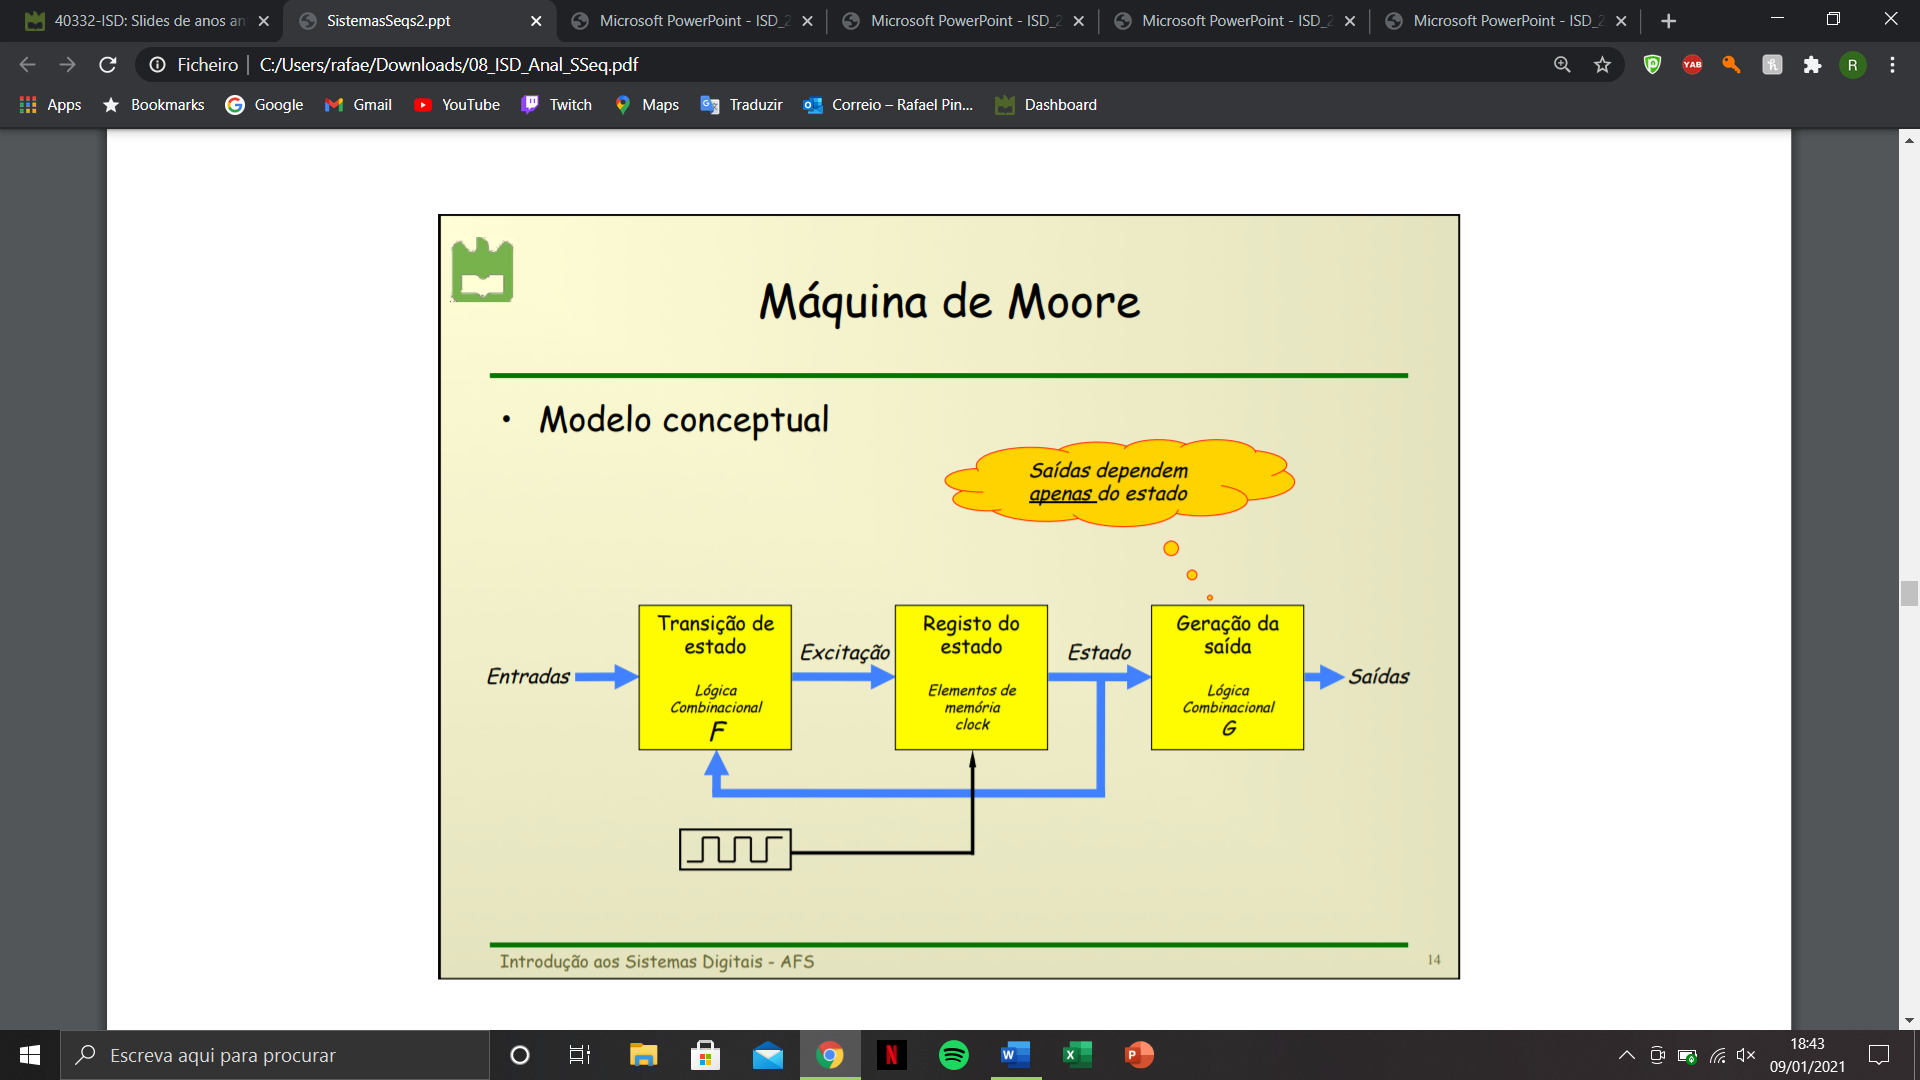 40332-ISD: Slides de anos an
SistemasSeqs2.ppt
Microsoft PowerPoint - ISD_2
Microsoft PowerPoint - ISD_2
Microsoft PowerPoint - ISD_2
Microsoft PowerPoint - ISD_2
Ficheiro
C:/Users/rafae/Downloads/08_ISD_Anal_SSeq.pdf
YAB
R
Apps
Bookmarks
Google
Gmail
YouTube
Twitch
Maps
Traduzir
Correio – Rafael Pin...
Dashboard
Máquina de Moore
• Modelo conceptual
Saídas dependem
apenas do estado
Entradas
Transição de
estado
Lógica
Combinacional
F
Excitação
Registo do
estado
Elementos de
memória
clock
Estado
Geração da
saída
Lógica
Combinacional
G
Saídas
Introdução aos Sistemas Digitais - AFS
14
Escreva aqui para procurar
18:43
09/01/2021